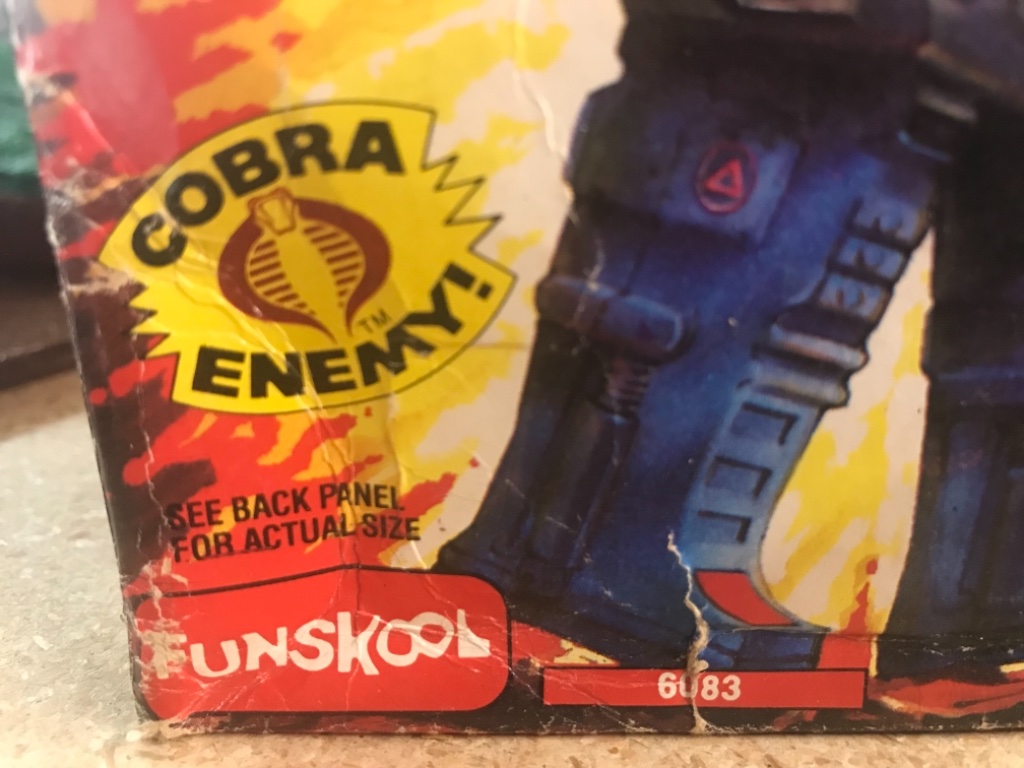 COBRA
ENEMY!
TM
SEE BACK PANEL
FOR ACTUAL SIZE
FUNSKOOL
6083